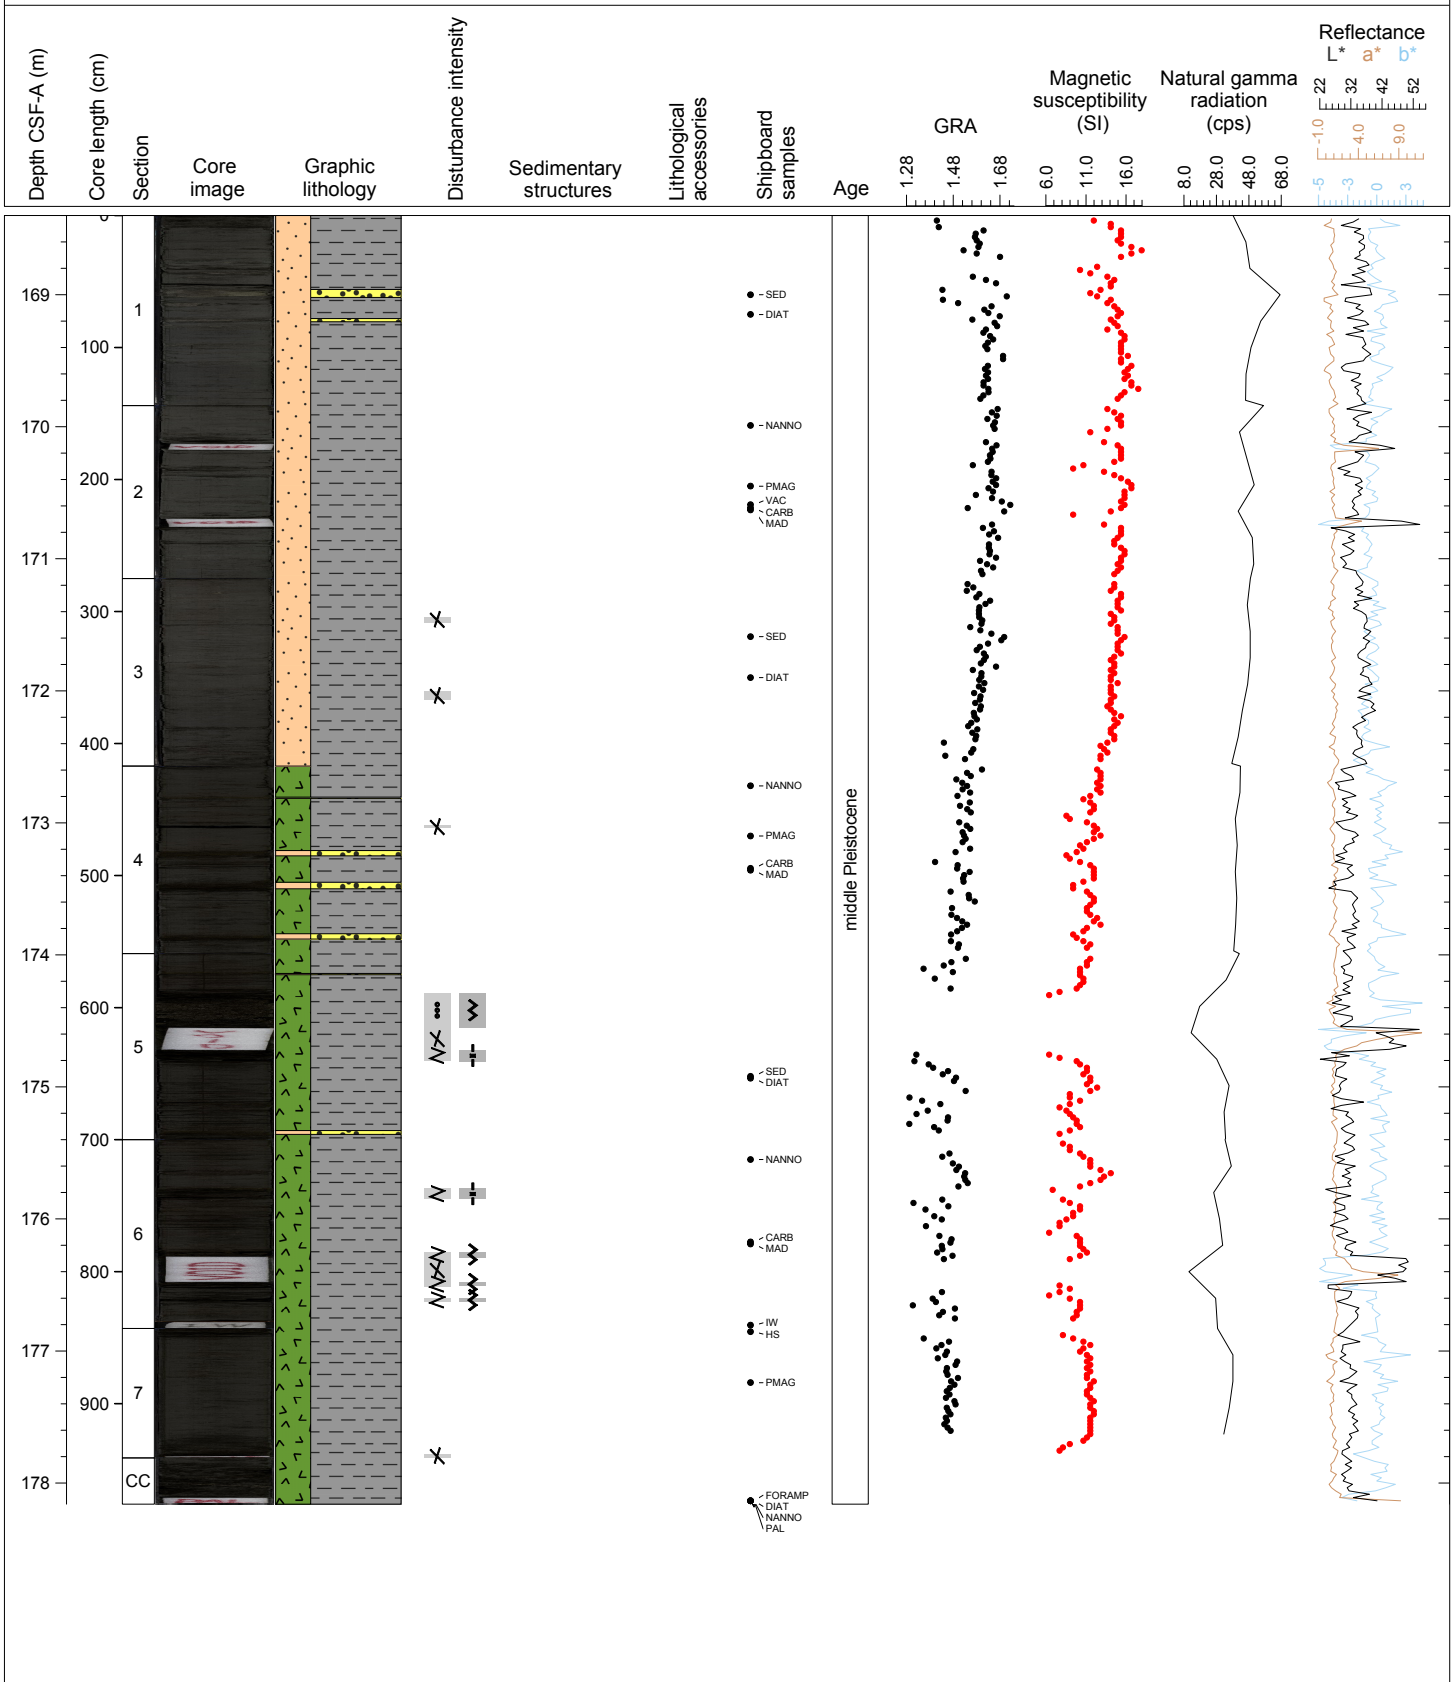 Depth CSF-A (m)
Core length (cm)
Section
Core
image
Graphic
lithology
Disturbance intensity
Sedimentary
structures
Lithological
accessories
Shipboard
samples
Age
GRA
1.28
1.48
1.68
Magnetic
susceptibility
(SI)
6.0
11.0
16.0
Natural gamma
radiation
(cps)
8.0
28.0
48.0
68.0
Reflectance
L* a* b*
22
32
42
52
-1.0
4.0
9.0
-5
-3
0
3
0
169
1
SED
DIAT
100
170
NANNO
200
2
PMAG
VAC
CARB
MAD
171
300
SED
3
DIAT
172
400
NANNO
173
PMAG
4
CARB
500
MAD
middle Pleistocene
174
600
5
SED
175
DIAT
700
NANNO
176
6
CARB
MAD
800
IW
HS
177
PMAG
7
900
CC
178
FORAMP
DIAT
NANNO
PAL